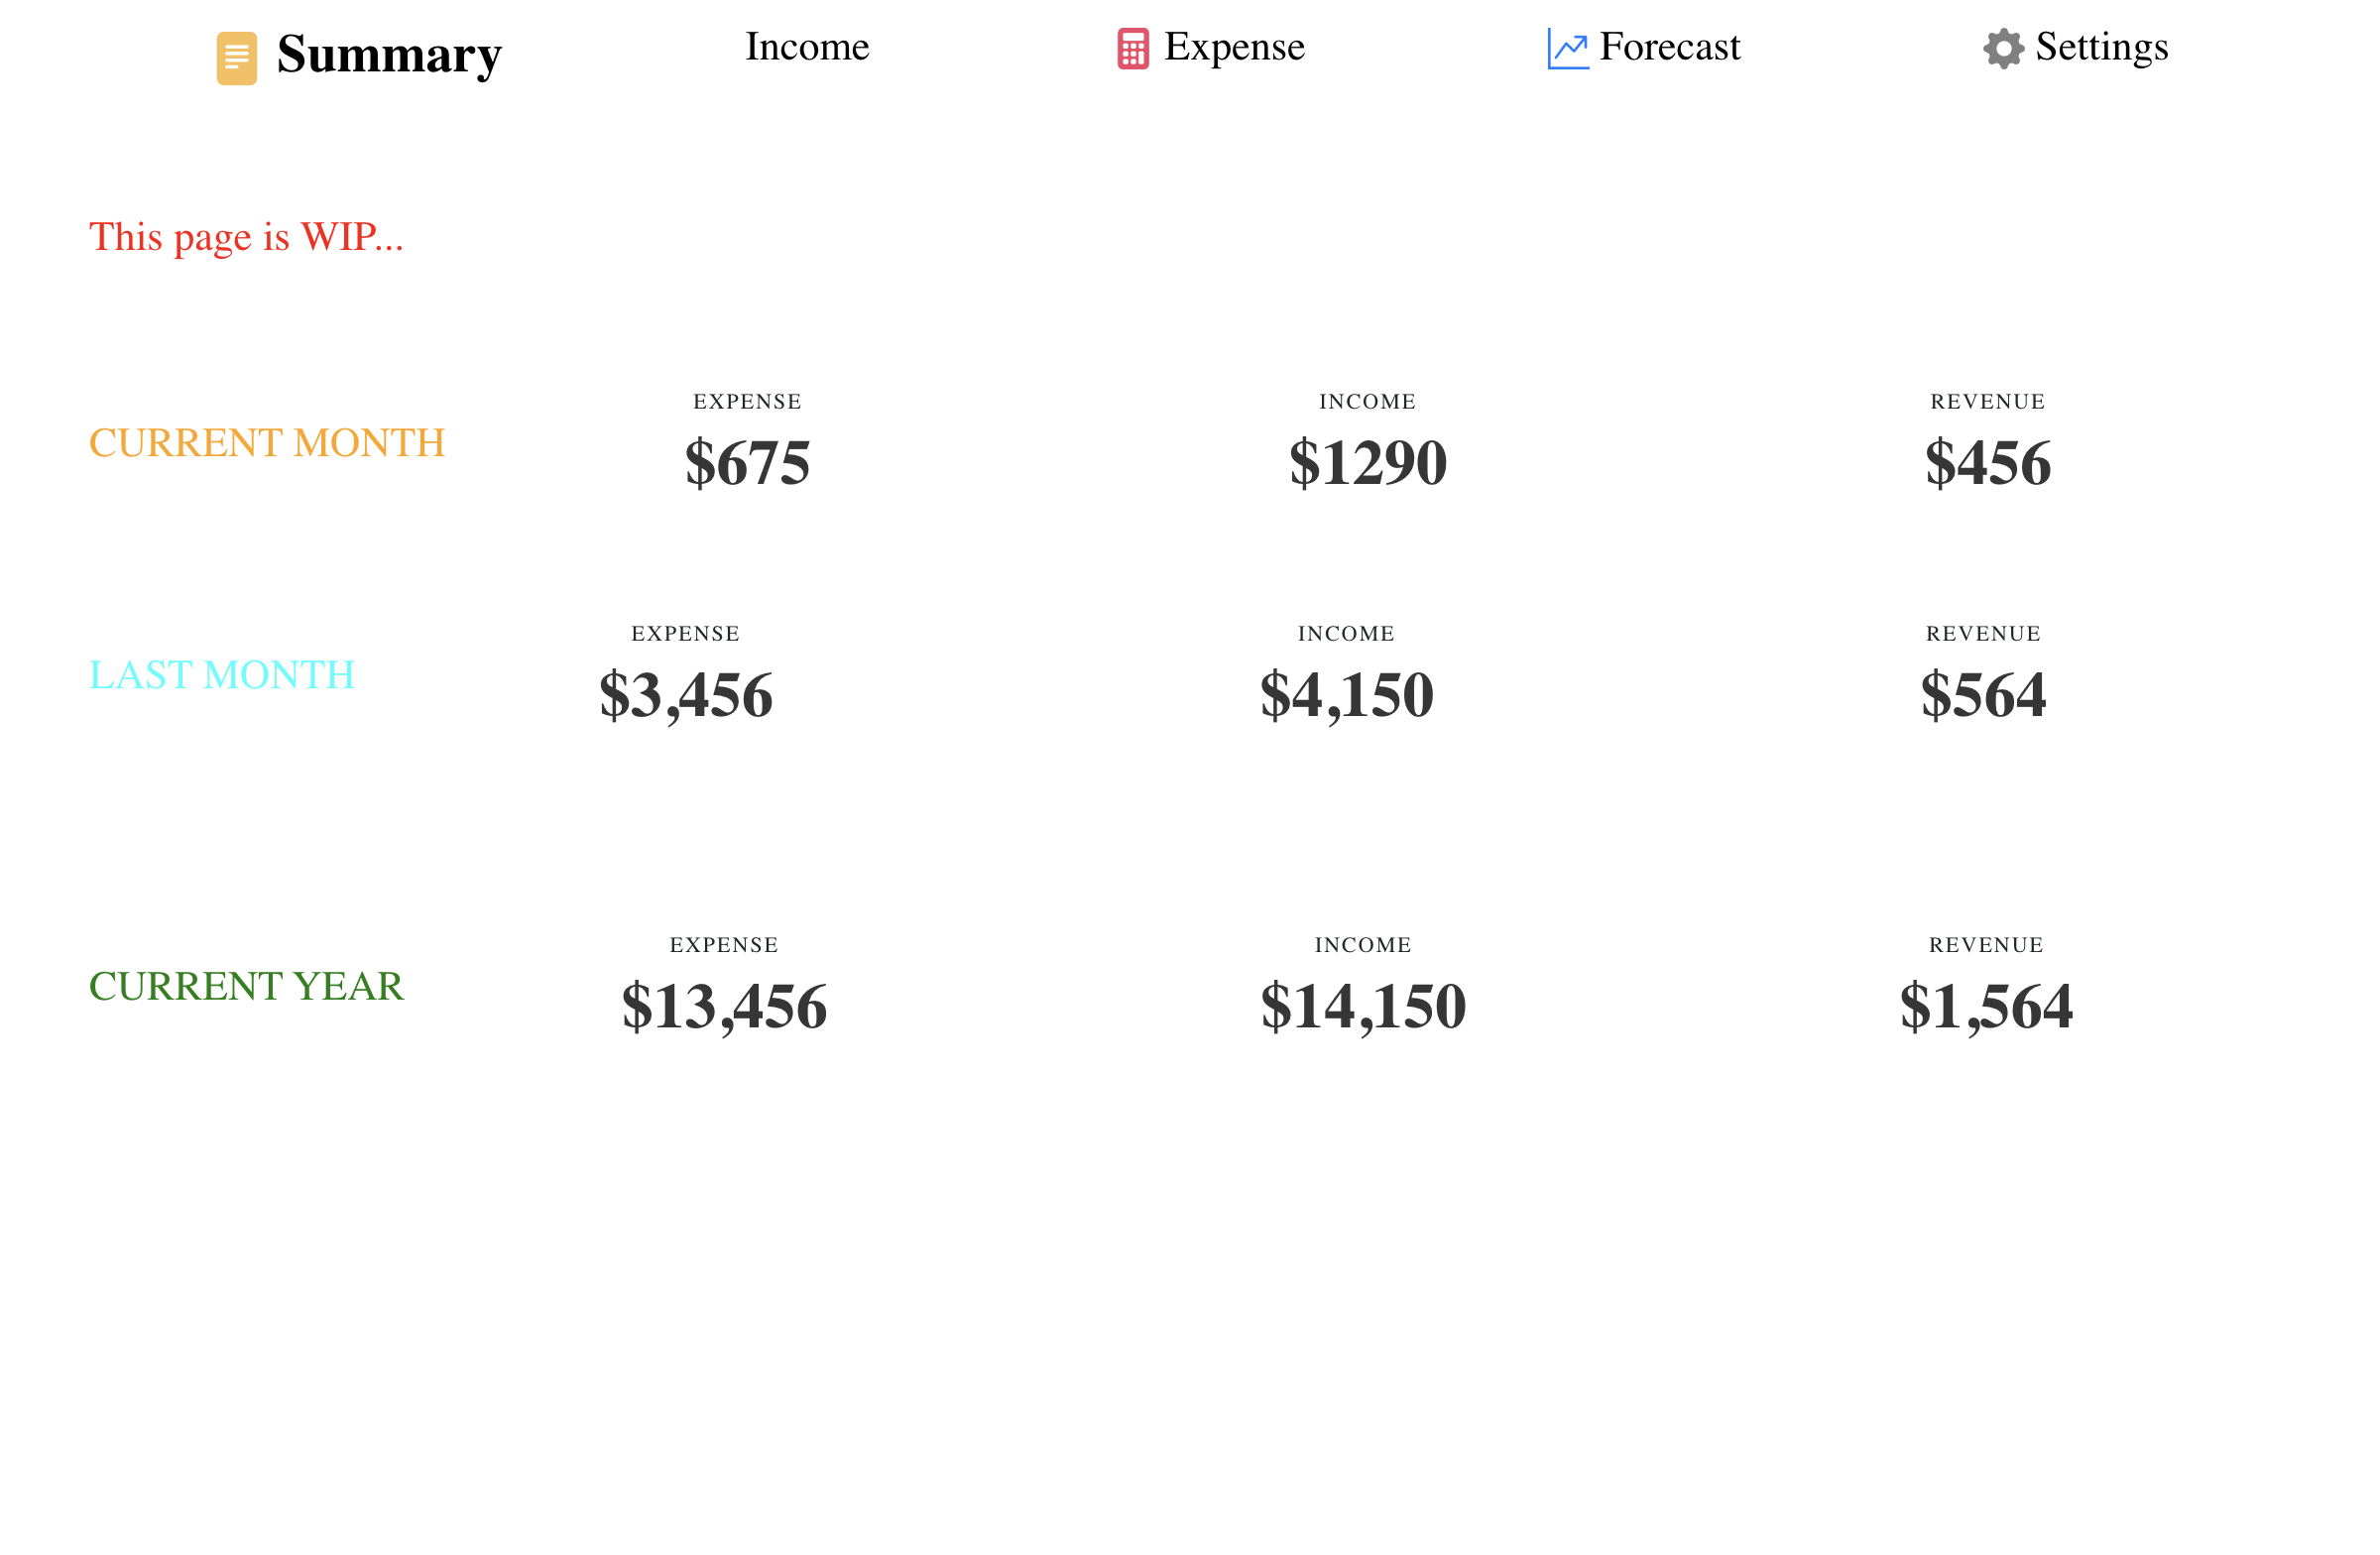 Summary Income Expense Forecast Settings
This page is WIP...
EXPENSE INCOME REVENUE
CURRENT MONTH $675 $1290 $456
EXPENSE INCOME REVENUE
LAST MONTH $3,456 $4,150 $564
EXPENSE INCOME REVENUE
CURRENT YEAR $13,456 $14,150 $1,564